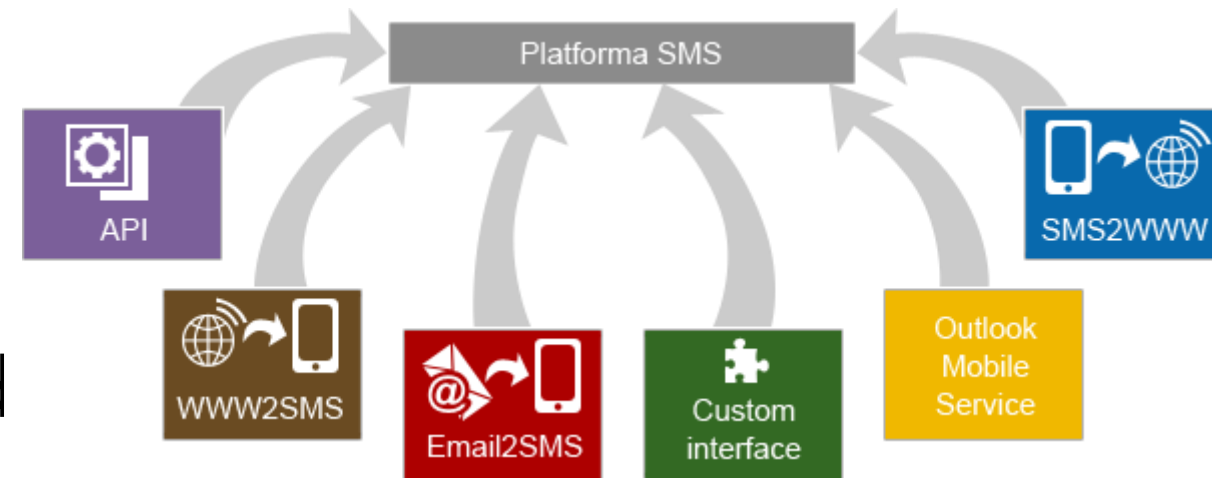 Platforma SMS
API
SMS2WWW
WWW2SMS
@
Email2SMS
Custom
interface
Outlook
Mobile
Service